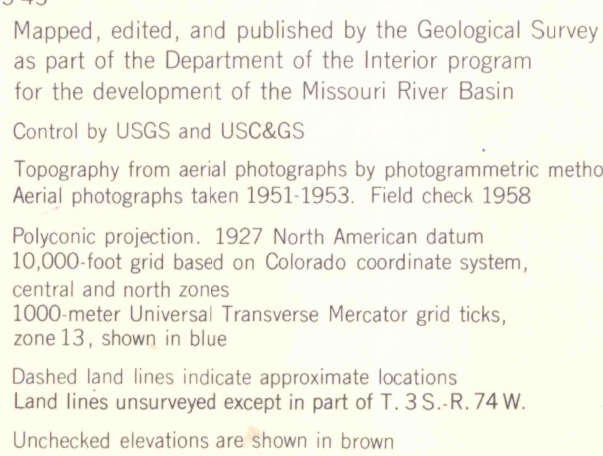 Mapped, edited, and published by the Geological Survey
as part of the Department of the Interior program
for the development of the Missouri River Basin
Control by USGS and USC&GS
Topography from aerial photographs by photogrammetric metho
Aerial photographs taken 1951-1953. Field check 1958
Polyconic projection. 1927 North American datum
10,000-foot grid based on Colorado coordinate system,
central and north zones
1000-meter Universal Transverse Mercator grid ticks,
zone 13, shown in blue
Dashed land lines indicate approximate locations
Land lines unsurveyed except in part of T. 3 S.-R. 74 W.
Unchecked elevations are shown in brown